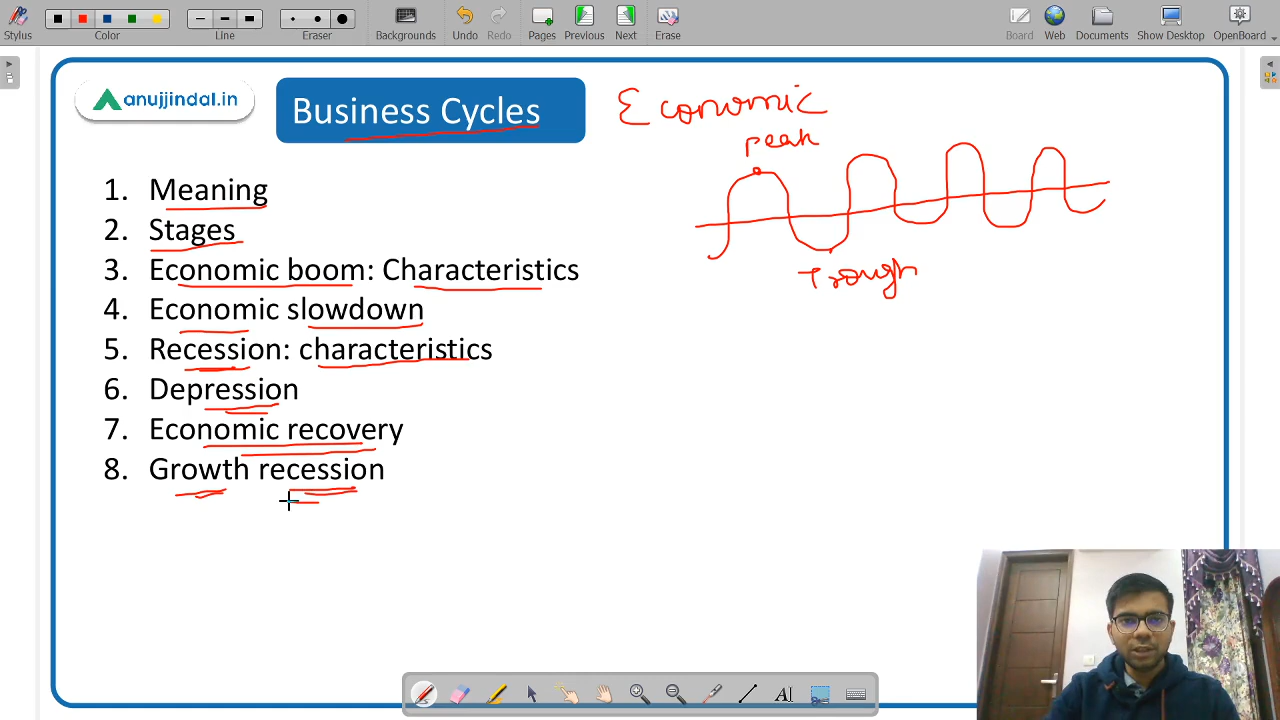 Stylus
Color
Line
Eraser
Backgrounds
Undo
Redo
Pages
Previous
Next
Erase
Board
Web
Documents
Show Desktop
OpenBoard
anujjindal.in
Business Cycles
Economic
peak
Trough
1. Meaning
2. Stages
3. Economic boom: Characteristics
4. Economic slowdown
5. Recession: characteristics
6. Depression
7. Economic recovery
8. Growth recession